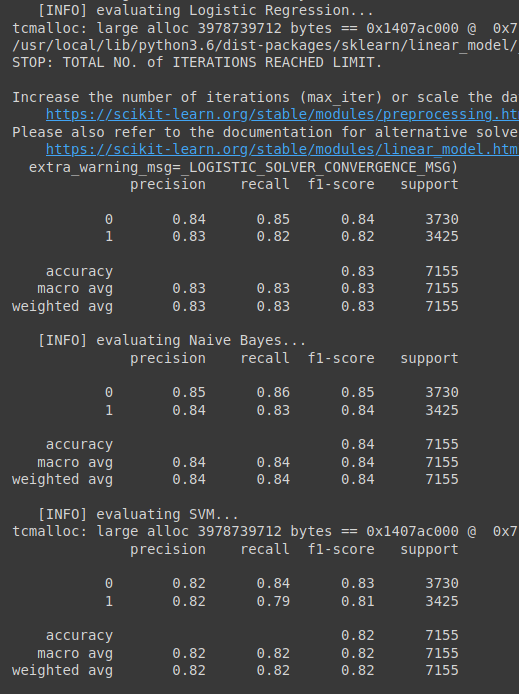 [INFO] evaluating Logistic Regression...
tcmalloc: large alloc 3978739712 bytes == 0x1407ac000 @ 0x7
/usr/local/lib/python3.6/dist-packages/sklearn/linear_model/
STOP: TOTAL NO. of ITERATIONS REACHED LIMIT.
Increase the number of iterations (max_iter) or scale the da
https://scikit-learn.org/stable/modules/preprocessing.ht
Please also refer to the documentation for alternative solve
https://scikit-learn.org/stable/modules/linear_model.htm
extra_warning_msg=_LOGISTIC_SOLVER_CONVERGENCE_MSG)
precision recall f1-score support
0 0.84 0.85 0.84 3730
1 0.83 0.82 0.82 3425
accuracy 0.83 7155
macro avg 0.83 0.83 0.83 7155
weighted avg 0.83 0.83 0.83 7155
[INFO] evaluating Naive Bayes...
precision recall f1-score support
0 0.85 0.86 0.85 3730
1 0.84 0.83 0.84 3425
accuracy 0.84 7155
macro avg 0.84 0.84 0.84 7155
weighted avg 0.84 0.84 0.84 7155
[INFO] evaluating SVM...
tcmalloc: large alloc 3978739712 bytes == 0x1407ac000 @ 0x7
precision recall f1-score support
0 0.82 0.84 0.83 3730
1 0.82 0.79 0.81 3425
accuracy 0.82 7155
macro avg 0.82 0.82 0.82 7155
weighted avg 0.82 0.82 0.82 7155